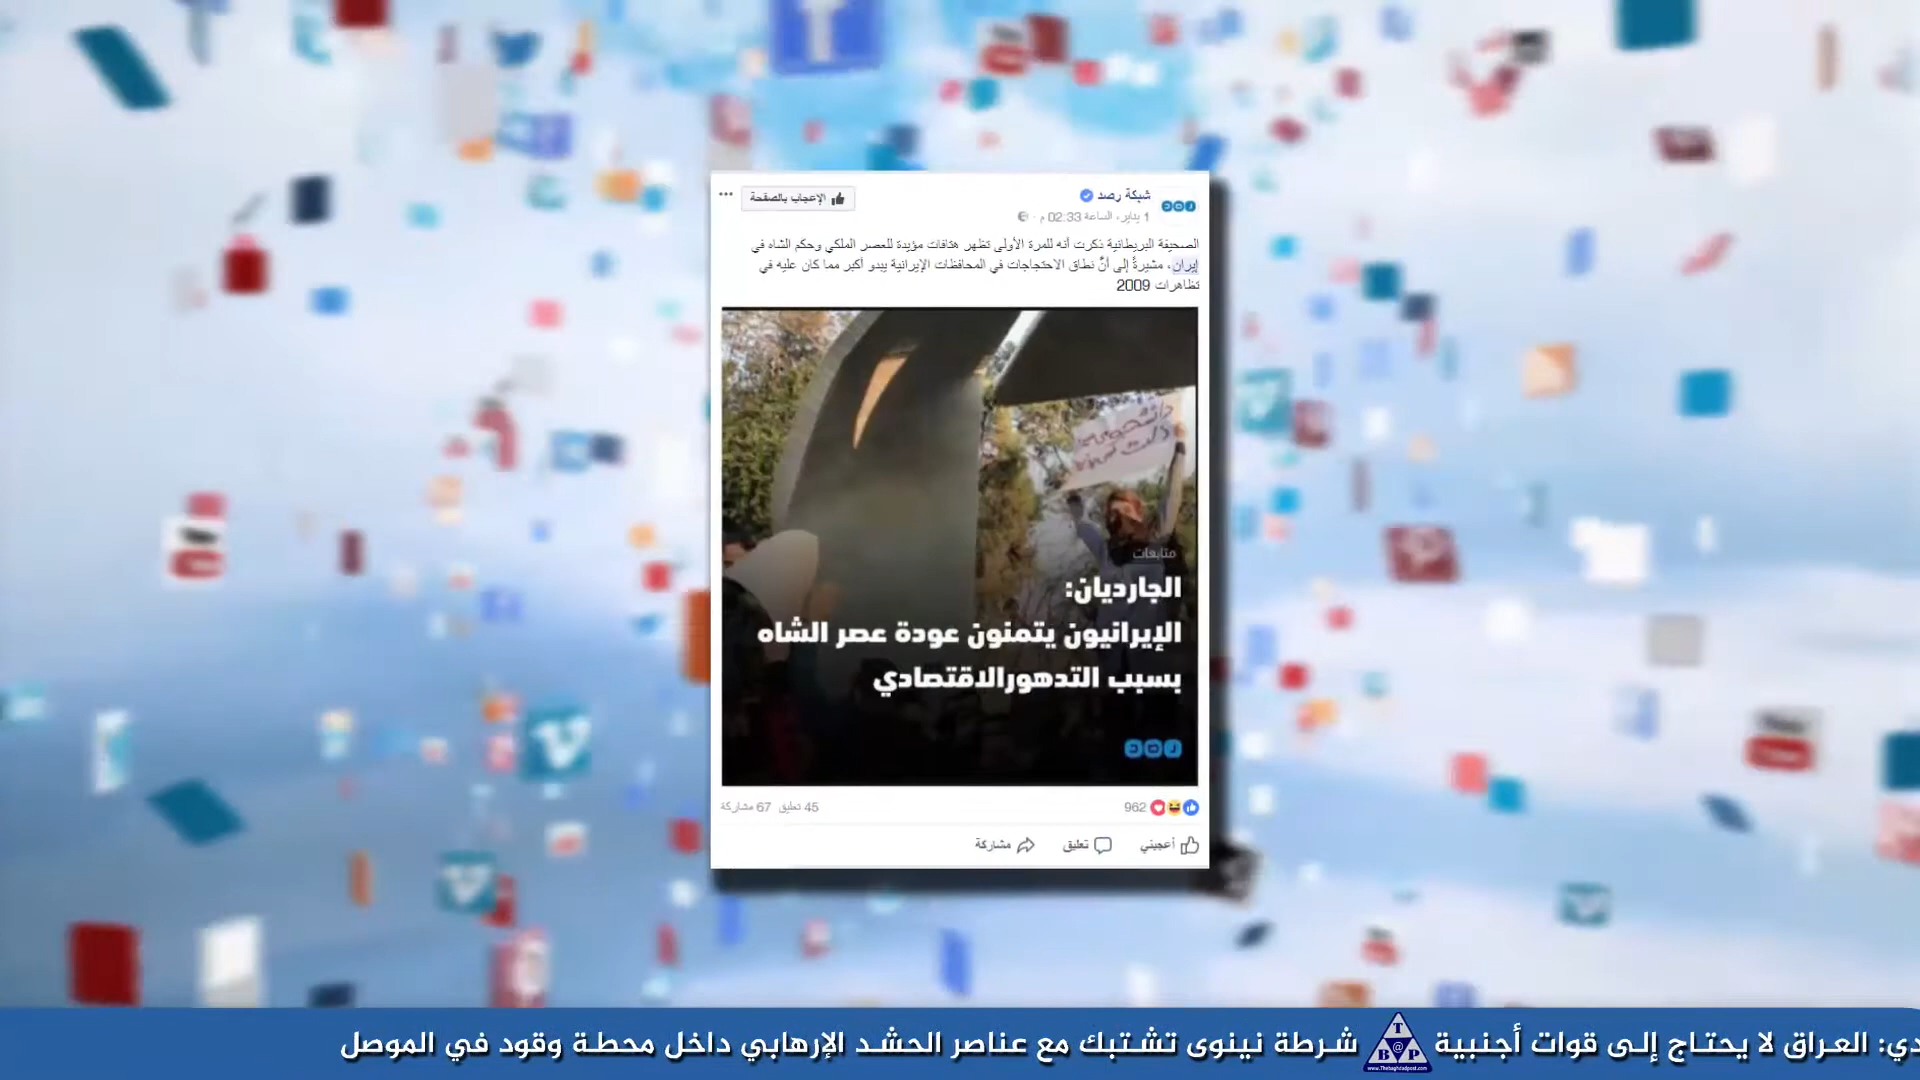 شبكة رصد
الإعجاب بالصفحة
1 يناير، الساعة 02:33 م
الصحيفة البريطانية ذكرت أنه للمرة الأولى تظهر هتافات مؤيدة للعصر الملكي وحكم الشاه في
إيران، مشيرةً إلى أنَّ نطاق الاحتجاجات في المحافظات الإيرانية يبدو أكبر مما كان عليه في
تظاهرات 2009
متابعات
الجارديان:
الإيرانيون يتمنون عودة عصر الشاه
بسبب التدهورالاقتصادي
رصد
962
45 تعليق 67 مشاركة
أعجبني تعليق مشاركة
دي: العراق لا يحتاج إلى قوات أجنبية TBP شرطة نينوى تشتبك مع عناصر الحشد الإرهابي داخل محطة وقود في الموصل